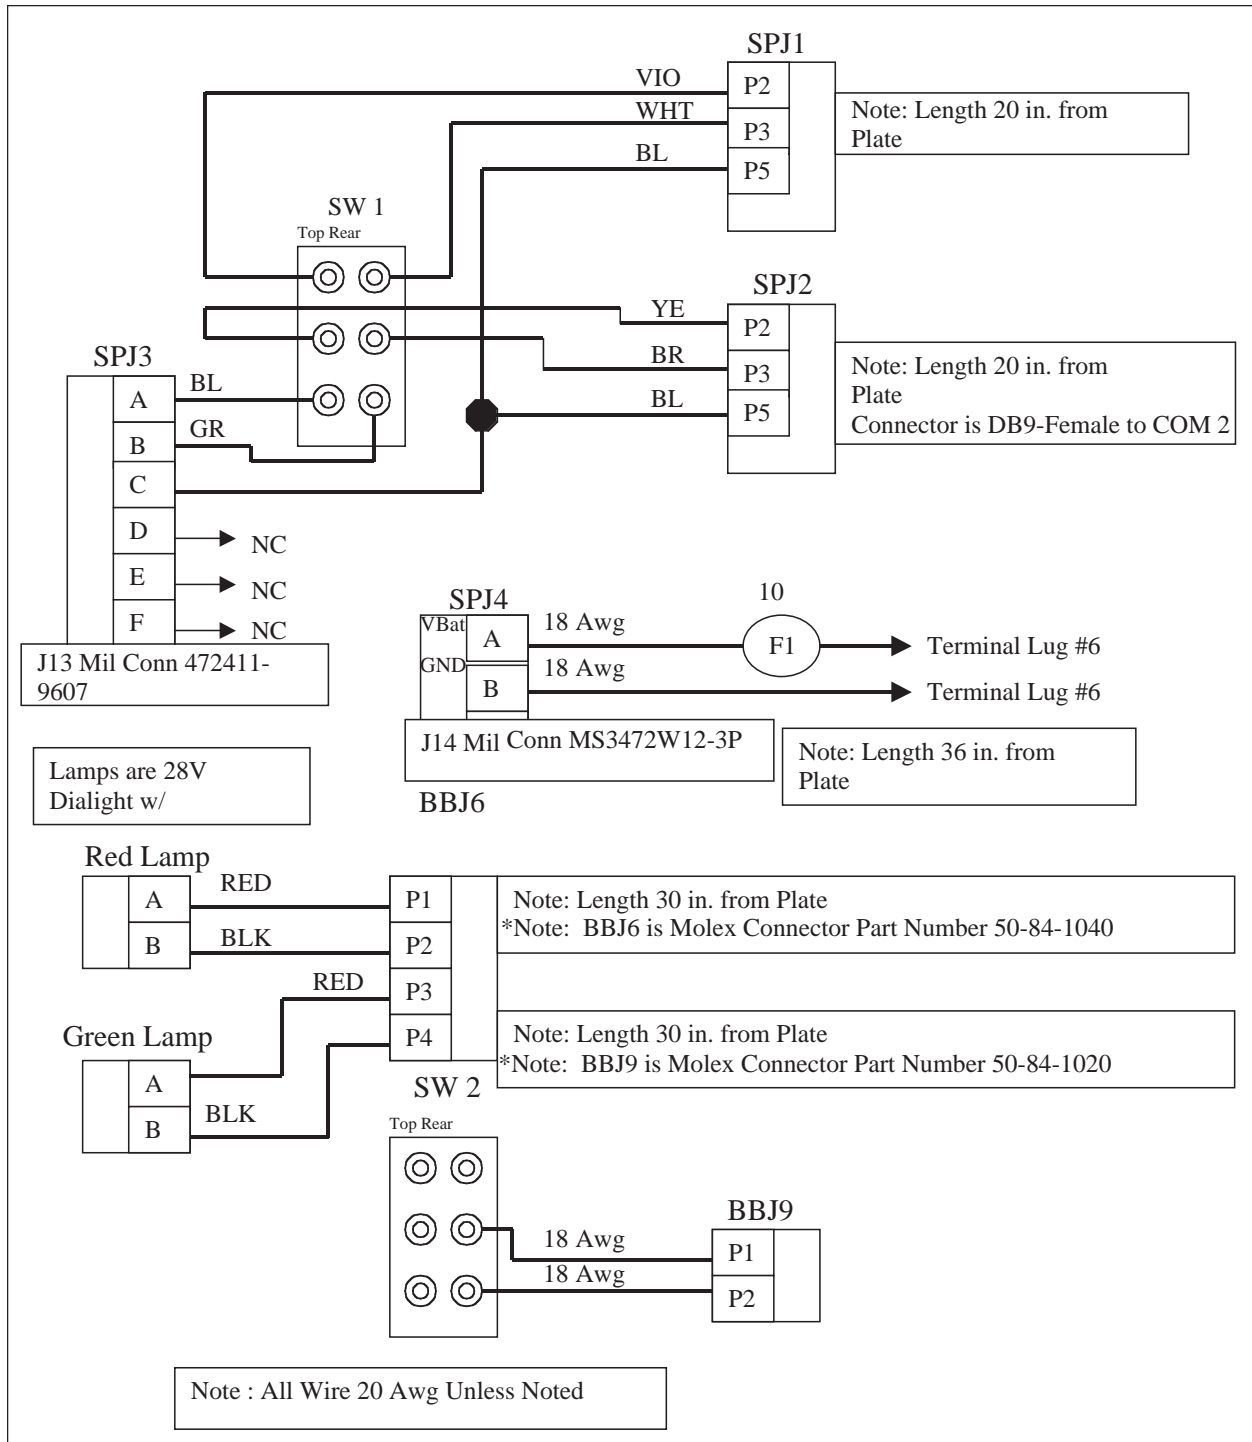 SPJ1
VIO
P2
WHT
P3
BL
P5
Note: Length 20 in. from
Plate
SW 1
Top Rear
SPJ2
YE
P2
BR
P3
BL
P5
Note: Length 20 in. from
Plate
Connector is DB9-Female to COM 2
SPJ3
A
BL
B
GR
C
D
NC
E
NC
F
NC
J13 Mil Conn 472411-
9607
SPJ4
VBat
A
18 Awg
10
F1
Terminal Lug #6
GND
B
18 Awg
Terminal Lug #6
J14 Mil Conn MS3472W12-3P
Note: Length 36 in. from
Plate
Lamps are 28V
Dialight w/
BBJ6
Red Lamp
A
RED
P1
B
BLK
P2
RED
P3
P4
Note: Length 30 in. from Plate
*Note: BBJ6 is Molex Connector Part Number 50-84-1040
Green Lamp
A
B
BLK
Note: Length 30 in. from Plate
*Note: BBJ9 is Molex Connector Part Number 50-84-1020
SW 2
Top Rear
BBJ9
18 Awg
P1
18 Awg
P2
Note : All Wire 20 Awg Unless Noted